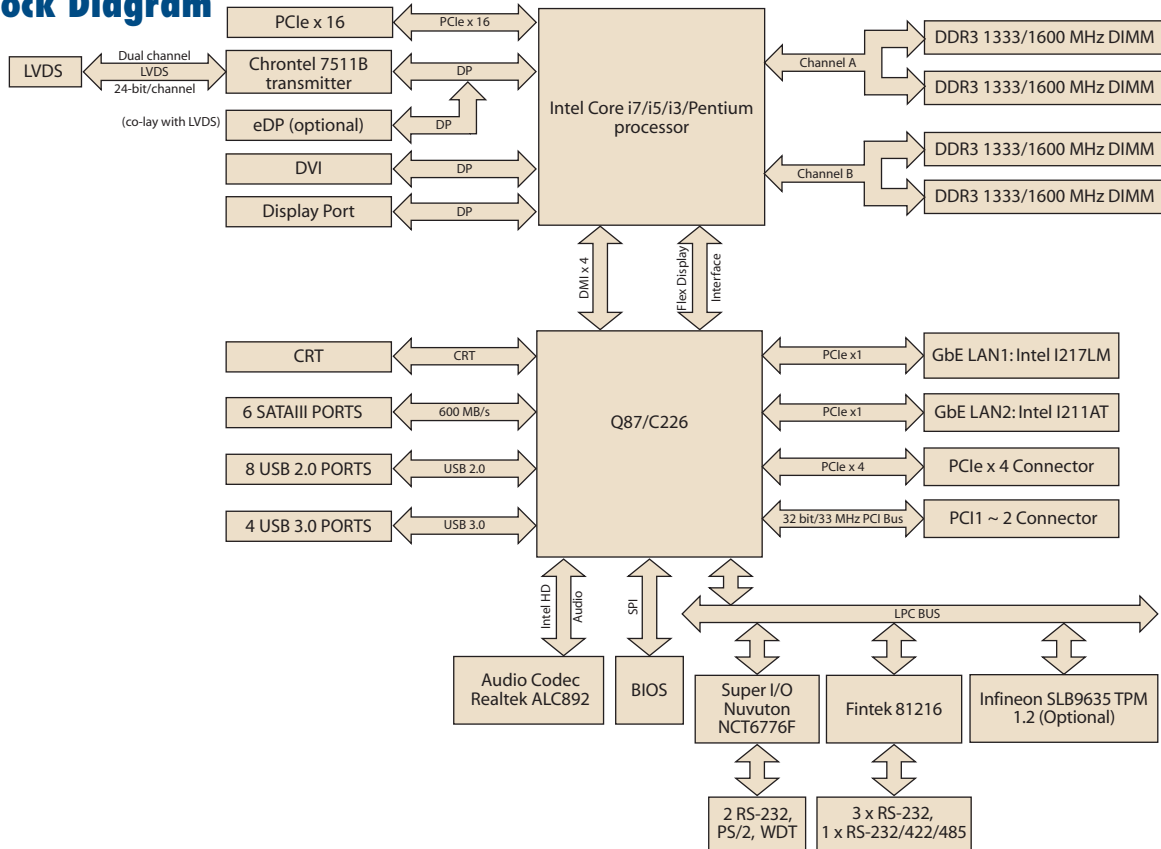 ock Diagram
PCIe x 16
PCIe x 16
LVDS
Dual channel
LVDS
24-bit/channel
Chrontel 7511B
transmitter
DP
(co-lay with LVDS)
eDP (optional)
DP
DVI
DP
Display Port
DP
Intel Core i7/i5/i3/Pentium
processor
Channel A
DDR3 1333/1600 MHz DIMM
DDR3 1333/1600 MHz DIMM
Channel B
DDR3 1333/1600 MHz DIMM
DDR3 1333/1600 MHz DIMM
DMI x 4
Flex Display
Interface
CRT
CRT
6 SATAIII PORTS
600 MB/s
8 USB 2.0 PORTS
USB 2.0
4 USB 3.0 PORTS
USB 3.0
Q87/C226
PCIe x1
GbE LAN1: Intel I217LM
PCIe x1
GbE LAN2: Intel I211AT
PCIe x 4
PCIe x 4 Connector
32 bit/33 MHz PCI Bus
PCI1 ~ 2 Connector
Intel HD
Audio
SPI
LPC BUS
Audio Codec
Realtek ALC892
BIOS
Super I/O
Nuvuton
NCT6776F
Fintek 81216
Infineon SLB9635 TPM
1.2 (Optional)
2 RS-232,
PS/2, WDT
3 x RS-232,
1 x RS-232/422/485